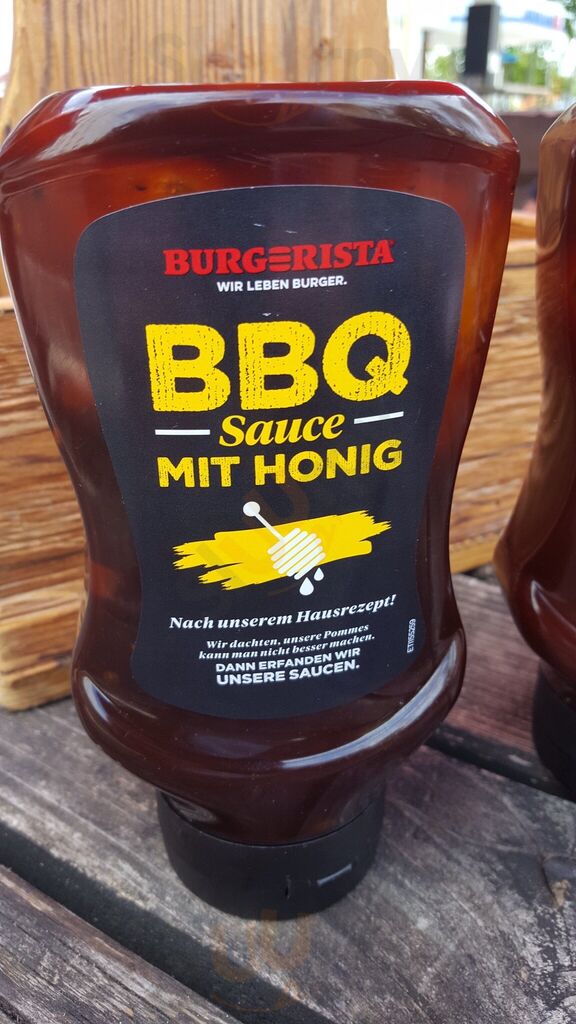 BURGERISTA
WIR LEBEN BURGER.
BBQ
Sauce
MIT HONIG
Nach unserem Hausrezept!
Wir dachten, unsere Pommes
kann man nicht besser machen.
DANN ERFANDEN WIR
UNSERE SAUCEN.